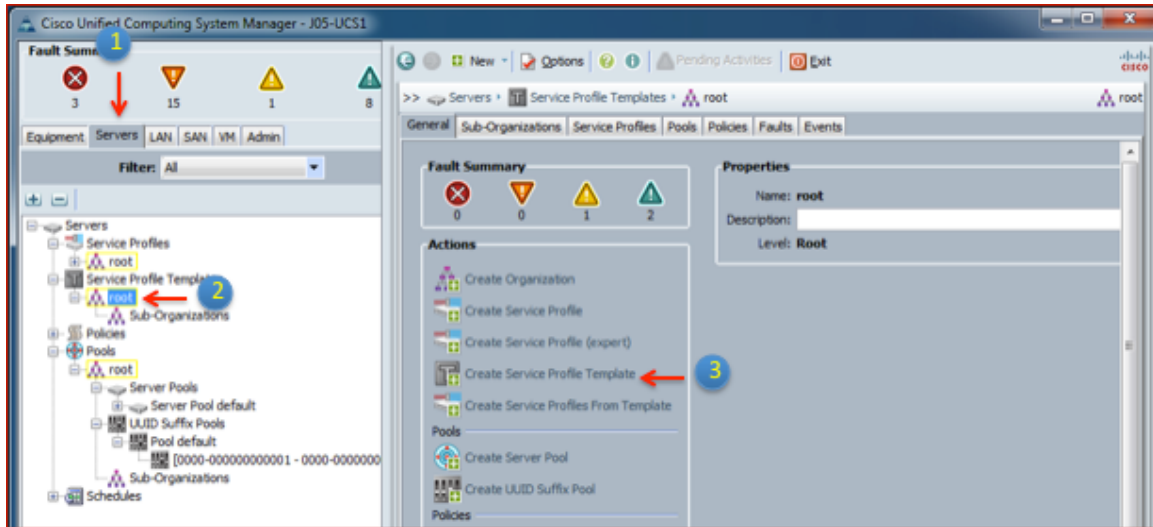 Cisco Unified Computing System Manager - J05-UCS1
Fault Summ
1
3 15 1 8
Equipment Servers LAN SAN VM Admin
Filter: All
Servers
Service Profiles
root
Service Profile Templat
root
2
Sub-Organizations
Policies
Pools
root
Server Pools
Server Pool default
UUID Suffix Pools
Pool default
[0000-000000000001 - 0000-0000000
Sub-Organizations
Schedules
New Options Pending Activities Exit
cisco
>> Servers Service Profile Templates root root
General Sub-Organizations Service Profiles Pools Policies Faults Events
Fault Summary
0 0 1 2
Properties
Name: root
Description:
Level: Root
Actions
Create Organization
Create Service Profile
Create Service Profile (expert)
Create Service Profile Template
3
Create Service Profiles From Template
Pools
Create Server Pool
Create UUID Suffix Pool
Policies